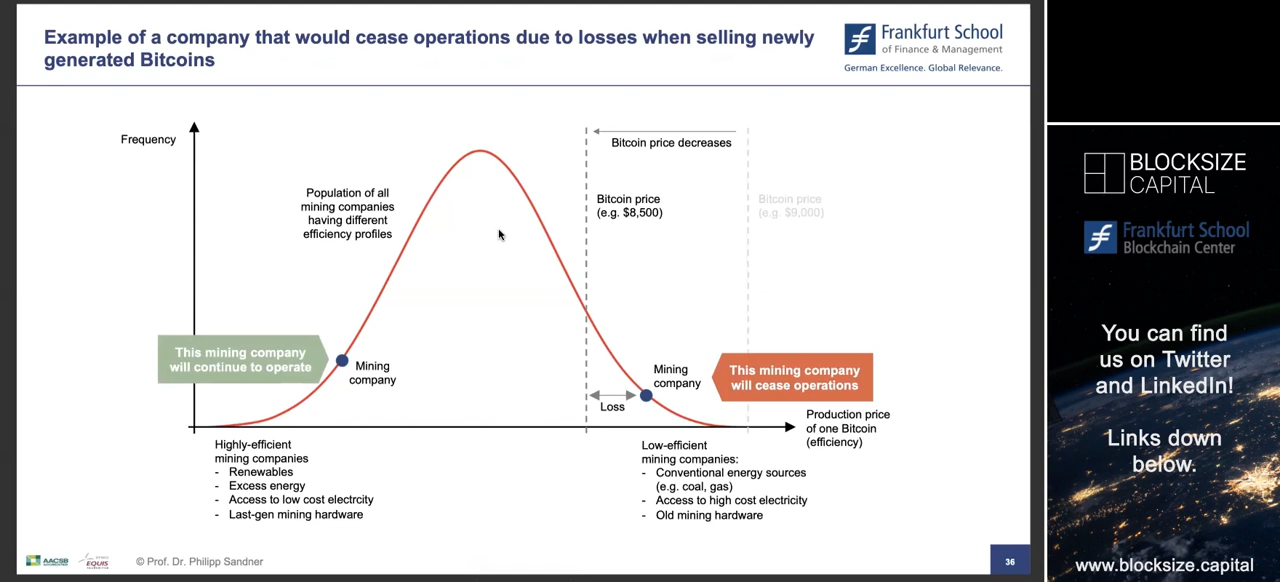 Example of a company that would cease operations due to losses when selling newly
generated Bitcoins
Frankfurt School
of Finance & Management
German Excellence. Global Relevance.
Frequency
Bitcoin price decreases
Population of all
mining companies
having different
efficiency profiles
Bitcoin price
(e.g. $8,500)
Bitcoin price
(e.g. $9,000)
This mining company
will continue to operate
Mining
company
Mining
company
This mining company
will cease operations
Loss
Production price
of one Bitcoin
(efficiency)
Highly-efficient
mining companies
- Renewables
- Excess energy
- Access to low cost electrcity
- Last-gen mining hardware
Low-efficient
mining companies:
- Conventional energy sources
(e.g. coal, gas)
- Access to high cost electricity
- Old mining hardware
AACSB
EQUIS
© Prof. Dr. Philipp Sandner
36
BLOCKSIZE
CAPITAL
Frankfurt School
Blockchain Center
You can find
us on Twitter
and LinkedIn!
Links down
below.
www.blocksize.capital